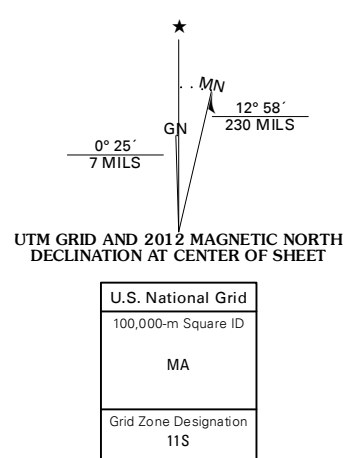 ★
MN
GN
12° 58´
230 MILS
0° 25´
7 MILS
UTM GRID AND 2012 MAGNETIC NORTH
DECLINATION AT CENTER OF SHEET
U.S. National Grid
100,000-m Square ID
MA
Grid Zone Designation
11S